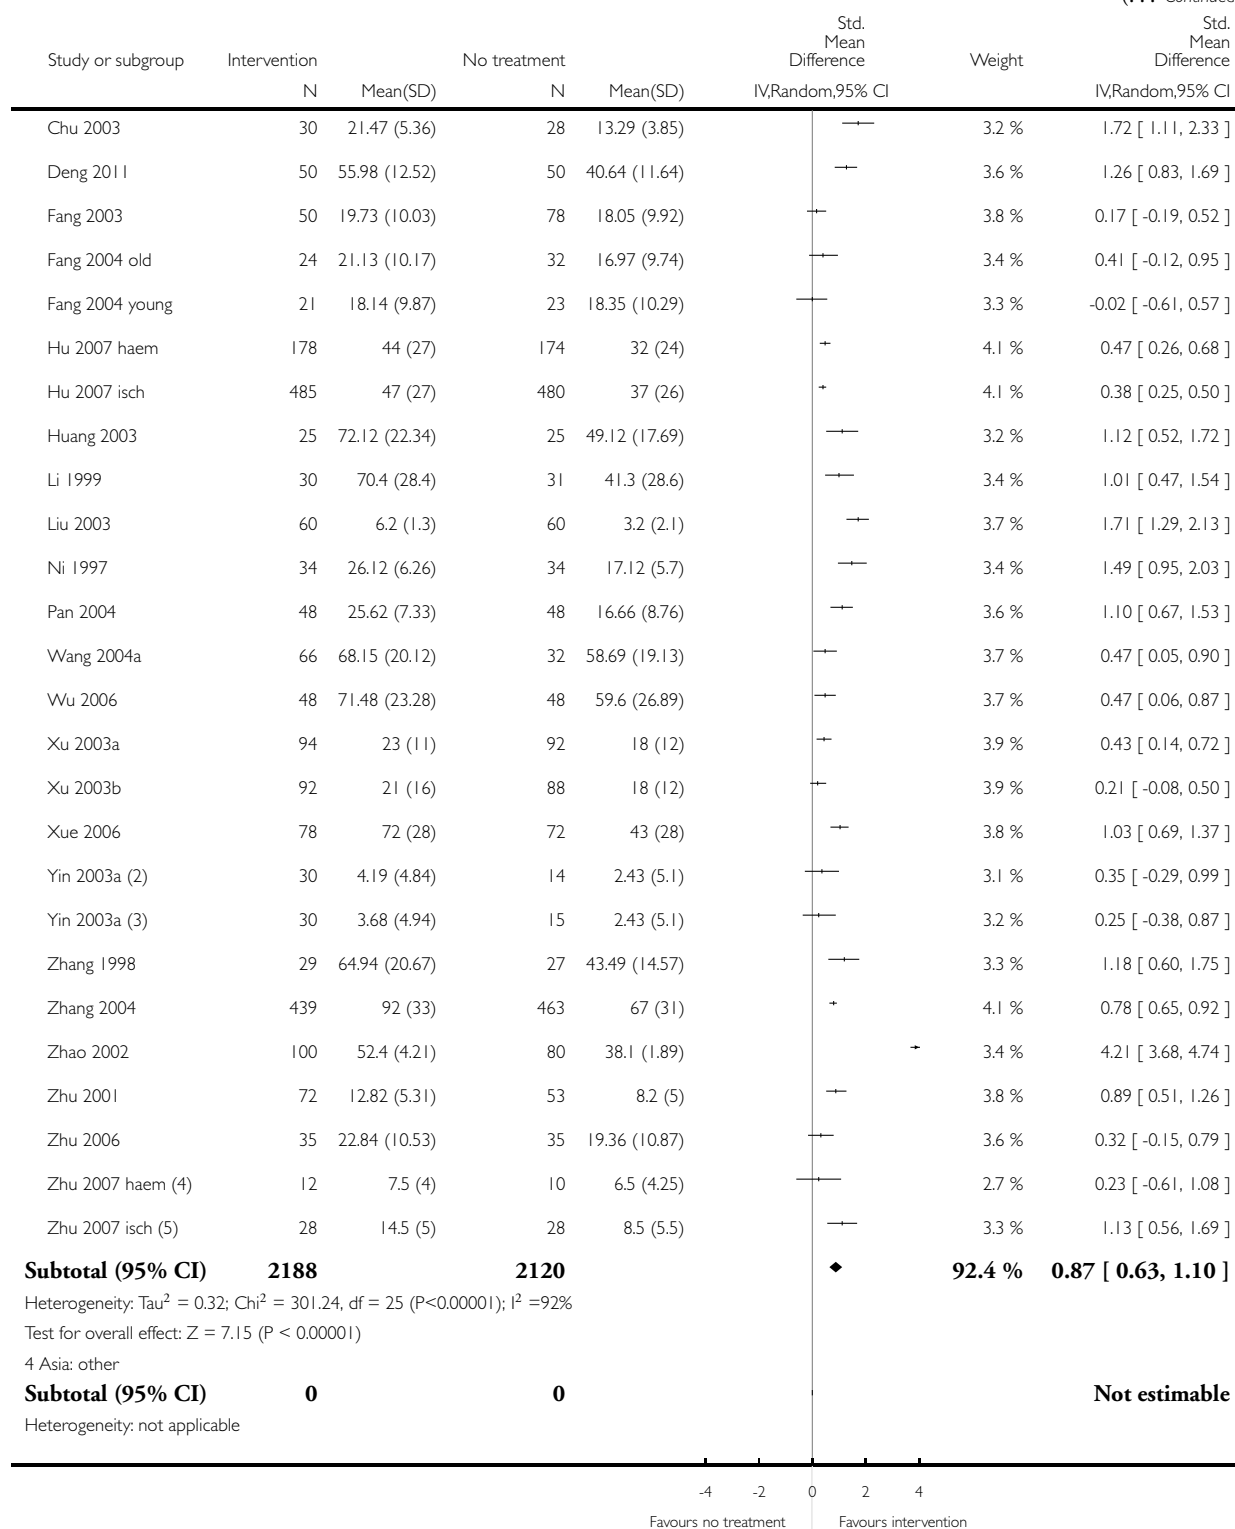 Continued
Study or subgroup Intervention No treatment Std. Mean Difference Weight Std. Mean Difference
N Mean(SD) N Mean(SD) IV,Random,95% CI IV,Random,95% CI
Chu 2003 30 21.47 (5.36) 28 13.29 (3.85) 3.2 % 1.72 [ 1.11, 2.33 ]
Deng 2011 50 55.98 (12.52) 50 40.64 (11.64) 3.6 % 1.26 [ 0.83, 1.69 ]
Fang 2003 50 19.73 (10.03) 78 18.05 (9.92) 3.8 % 0.17 [ -0.19, 0.52 ]
Fang 2004 old 24 21.13 (10.17) 32 16.97 (9.74) 3.4 % 0.41 [ -0.12, 0.95 ]
Fang 2004 young 21 18.14 (9.87) 23 18.35 (10.29) 3.3 % -0.02 [ -0.61, 0.57 ]
Hu 2007 haem 178 44 (27) 174 32 (24) 4.1 % 0.47 [ 0.26, 0.68 ]
Hu 2007 isch 485 47 (27) 480 37 (26) 4.1 % 0.38 [ 0.25, 0.50 ]
Huang 2003 25 72.12 (22.34) 25 49.12 (17.69) 3.2 % 1.12 [ 0.52, 1.72 ]
Li 1999 30 70.4 (28.4) 31 41.3 (28.6) 3.4 % 1.01 [ 0.47, 1.54 ]
Liu 2003 60 6.2 (1.3) 60 3.2 (2.1) 3.7 % 1.71 [ 1.29, 2.13 ]
Ni 1997 34 26.12 (6.26) 34 17.12 (5.7) 3.4 % 1.49 [ 0.95, 2.03 ]
Pan 2004 48 25.62 (7.33) 48 16.66 (8.76) 3.6 % 1.10 [ 0.67, 1.53 ]
Wang 2004a 66 68.15 (20.12) 32 58.69 (19.13) 3.7 % 0.47 [ 0.05, 0.90 ]
Wu 2006 48 71.48 (23.28) 48 59.6 (26.89) 3.7 % 0.47 [ 0.06, 0.87 ]
Xu 2003a 94 23 (11) 92 18 (12) 3.9 % 0.43 [ 0.14, 0.72 ]
Xu 2003b 92 21 (16) 88 18 (12) 3.9 % 0.21 [ -0.08, 0.50 ]
Xue 2006 78 72 (28) 72 43 (28) 3.8 % 1.03 [ 0.69, 1.37 ]
Yin 2003a (2) 30 4.19 (4.84) 14 2.43 (5.1) 3.1 % 0.35 [ -0.29, 0.99 ]
Yin 2003a (3) 30 3.68 (4.94) 15 2.43 (5.1) 3.2 % 0.25 [ -0.38, 0.87 ]
Zhang 1998 29 64.94 (20.67) 27 43.49 (14.57) 3.3 % 1.18 [ 0.60, 1.75 ]
Zhang 2004 439 92 (33) 463 67 (31) 4.1 % 0.78 [ 0.65, 0.92 ]
Zhao 2002 100 52.4 (4.21) 80 38.1 (1.89) 3.4 % 4.21 [ 3.68, 4.74 ]
Zhu 2001 72 12.82 (5.31) 53 8.2 (5) 3.8 % 0.89 [ 0.51, 1.26 ]
Zhu 2006 35 22.84 (10.53) 35 19.36 (10.87) 3.6 % 0.32 [ -0.15, 0.79 ]
Zhu 2007 haem (4) 12 7.5 (4) 10 6.5 (4.25) 2.7 % 0.23 [ -0.61, 1.08 ]
Zhu 2007 isch (5) 28 14.5 (5) 28 8.5 (5.5) 3.3 % 1.13 [ 0.56, 1.69 ]
Subtotal (95% CI) 2188 2120 92.4 % 0.87 [ 0.63, 1.10 ]
Heterogeneity: Tau² = 0.32; Chi² = 301.24, df = 25 (P<0.00001); I² =92%
Test for overall effect: Z = 7.15 (P < 0.00001)
4 Asia: other
Subtotal (95% CI) 0 0 Not estimable
Heterogeneity: not applicable
-4 -2 0 2 4
Favours no treatment Favours intervention